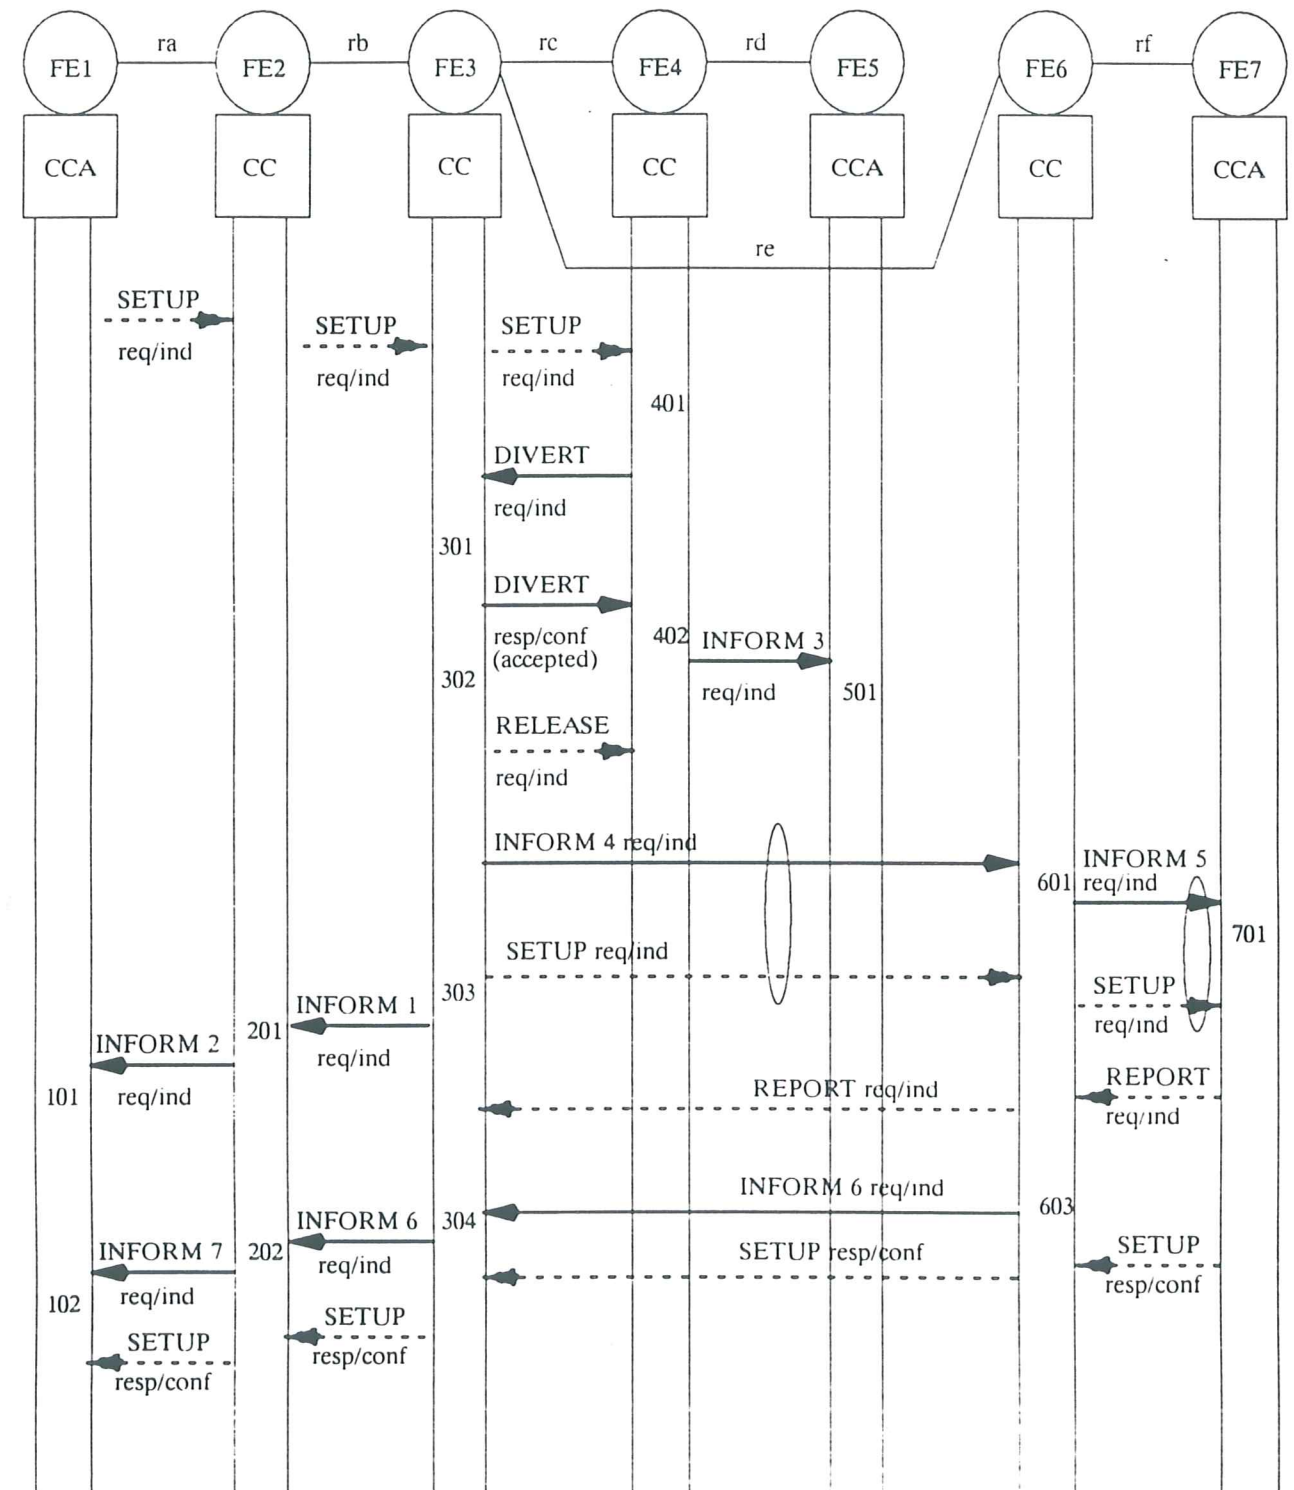 ra rb rc rd rf
FE1 FE2 FE3 FE4 FE5 FE6 FE7
CCA CC CC CC CCA CC CCA
re
SETUP
req/ind
SETUP
req/ind
SETUP
req/ind
401
DIVERT
req/ind
301
DIVERT
resp/conf
(accepted)
402
INFORM 3
req/ind
302
501
RELEASE
req/ind
INFORM 4 req/ind
INFORM 5
601
req/ind
701
SETUP req/ind
303
SETUP
req/ind
INFORM 1
req/ind
201
INFORM 2
req/ind
101
REPORT req/ind
REPORT
req/ind
INFORM 6 req/ind
603
304
INFORM 6
req/ind
202
INFORM 7
req/ind
102
SETUP resp/conf
SETUP
resp/conf
SETUP
resp/conf
SETUP
resp/conf